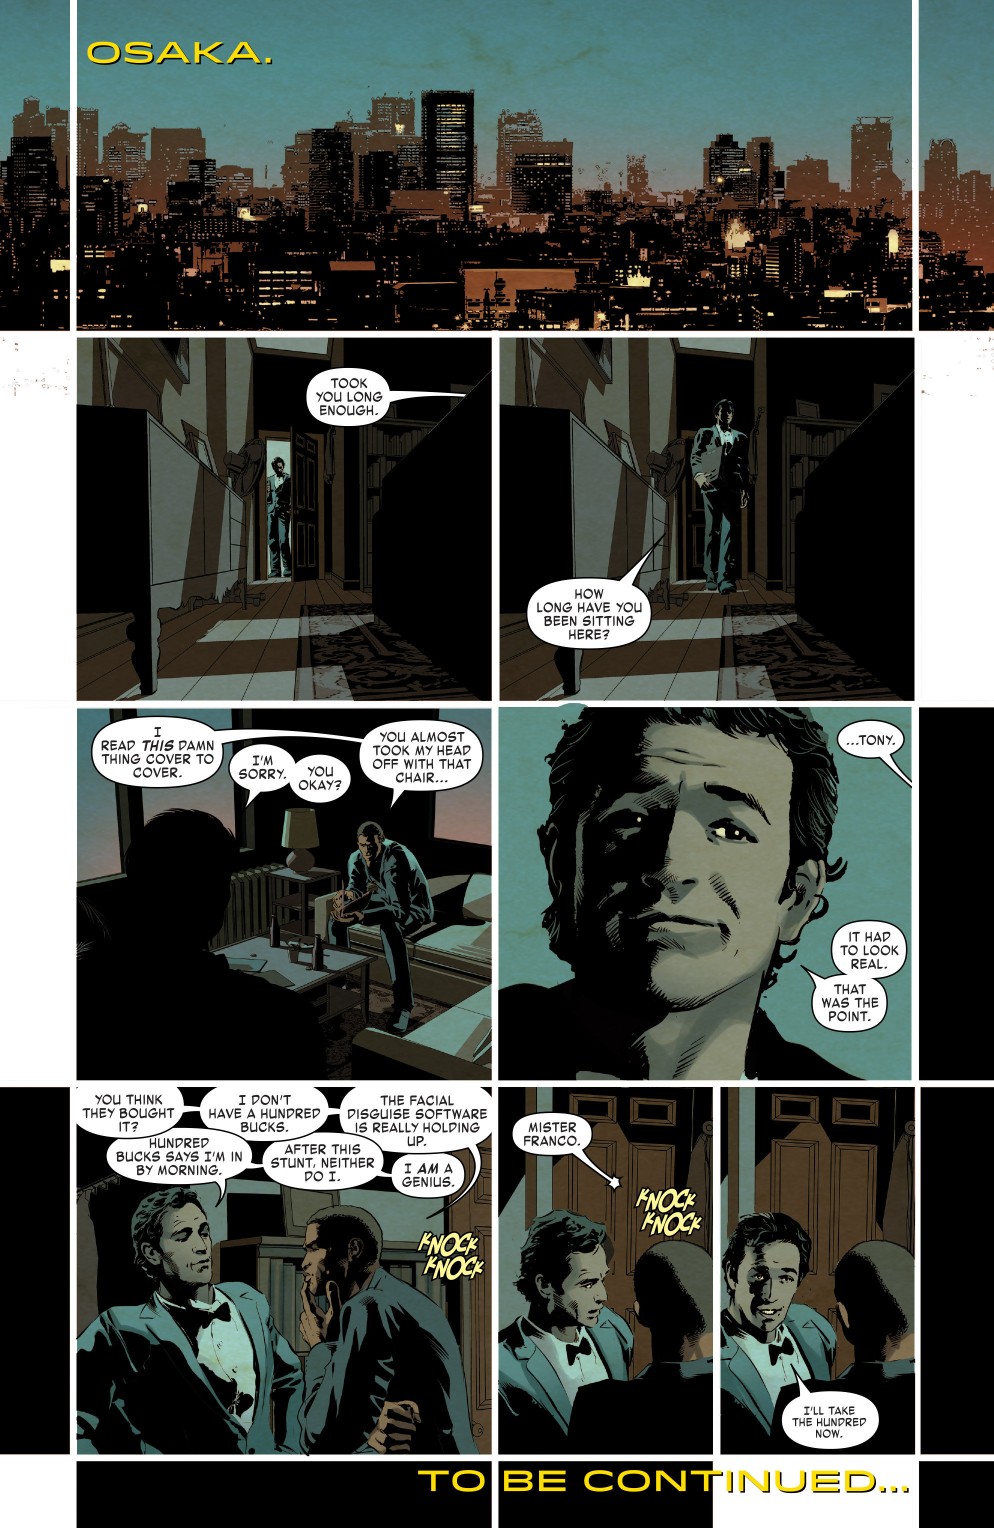 OSAKA.
TOOK
YOU LONG
ENOUGH.
HOW
LONG HAVE YOU
BEEN SITTING
HERE?
I
READ THIS DAMN
THING COVER TO
COVER.
I'M
SORRY.
YOU
OKAY?
YOU ALMOST
TOOK MY HEAD
OFF WITH THAT
CHAIR...
...TONY.
IT HAD
TO LOOK
REAL.
THAT
WAS THE
POINT.
YOU THINK
THEY BOUGHT
IT?
HUNDRED
BUCKS SAYS I'M IN
BY MORNING.
I DON'T
HAVE A HUNDRED
BUCKS.
AFTER THIS
STUNT, NEITHER
DO I.
THE FACIAL
DISGUISE SOFTWARE
IS REALLY HOLDING
UP.
I AM A
GENIUS.
KNOCK
KNOCK
MISTER
FRANCO.
KNOCK
KNOCK
I'LL TAKE
THE HUNDRED
NOW.
TO BE CONTINUED...